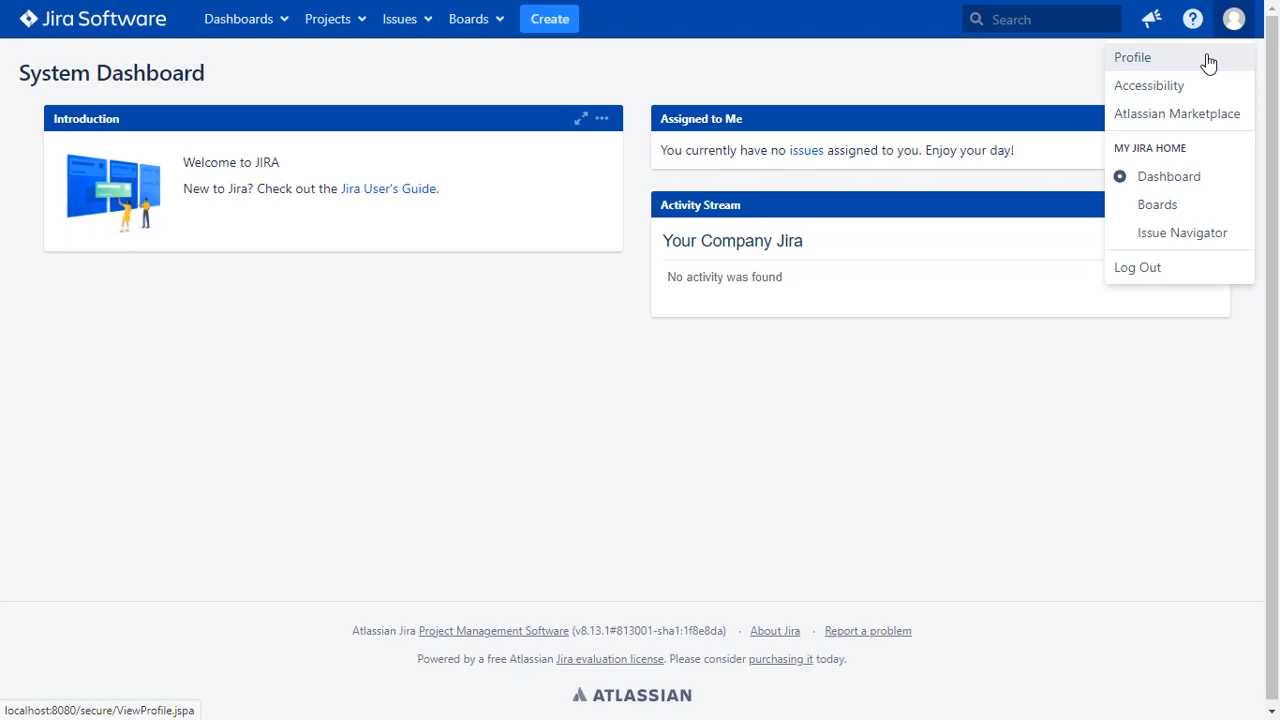 Jira Software Dashboards Projects Issues Boards Create Search
System Dashboard
Introduction
Welcome to JIRA
New to Jira? Check out the Jira User's Guide.
Assigned to Me
You currently have no issues assigned to you. Enjoy your day!
Activity Stream
Your Company Jira
No activity was found
Profile
Accessibility
Atlassian Marketplace
MY JIRA HOME
Dashboard
Boards
Issue Navigator
Log Out
Atlassian Jira Project Management Software (v8.13.1#813001-sha1:1f8e8da) · About Jira · Report a problem
Powered by a free Atlassian Jira evaluation license. Please consider purchasing it today.
ATLASSIAN
localhost:8080/secure/ViewProfile.jspa